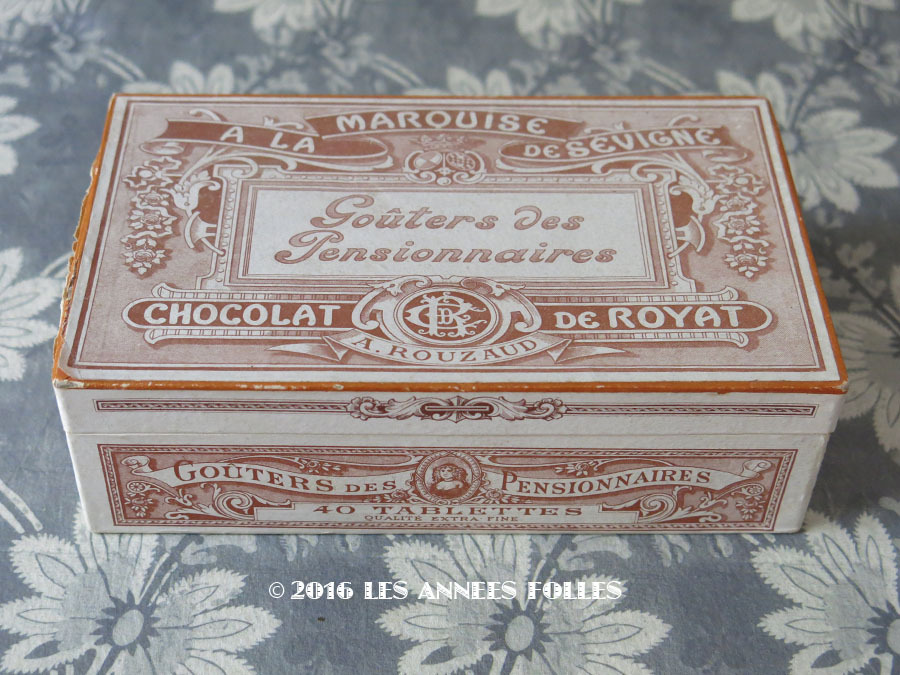 A LA MARQUISE DE SÉVIGNÉ
Goûters des
Pensionnaires
CHOCOLAT DE ROYAT
A. ROUZAUD
GOÛTERS DES PENSIONNAIRES
40 TABLETTES
QUALITÉ EXTRA FINE
© 2016 LES ANNEES FOLLES